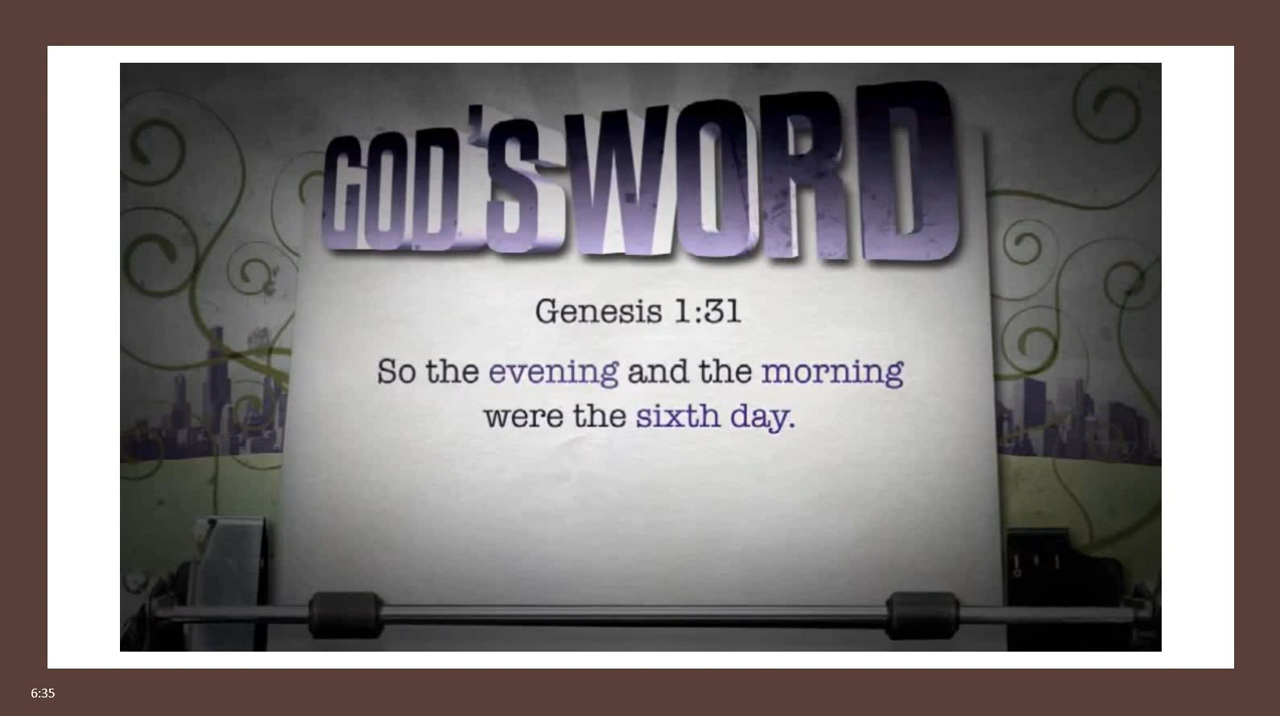 GOD'S WORD
Genesis 1:31
So the evening and the morning
were the sixth day.
6:35